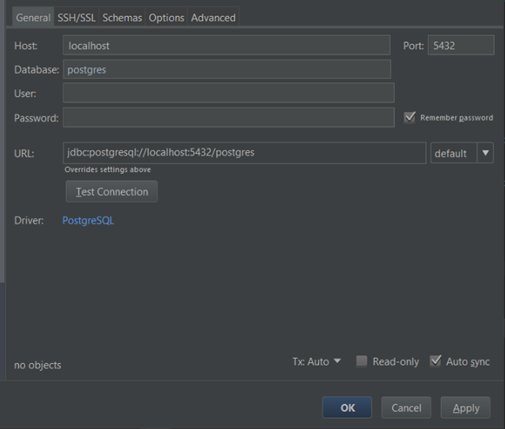 General SSH/SSL Schemas Options Advanced
Host: localhost Port: 5432
Database: postgres
User:
Password: Remember password
URL: jdbc:postgresql://localhost:5432/postgres default
Overrides settings above
Test Connection
Driver: PostgreSQL
no objects Tx: Auto Read-only Auto sync
OK Cancel Apply